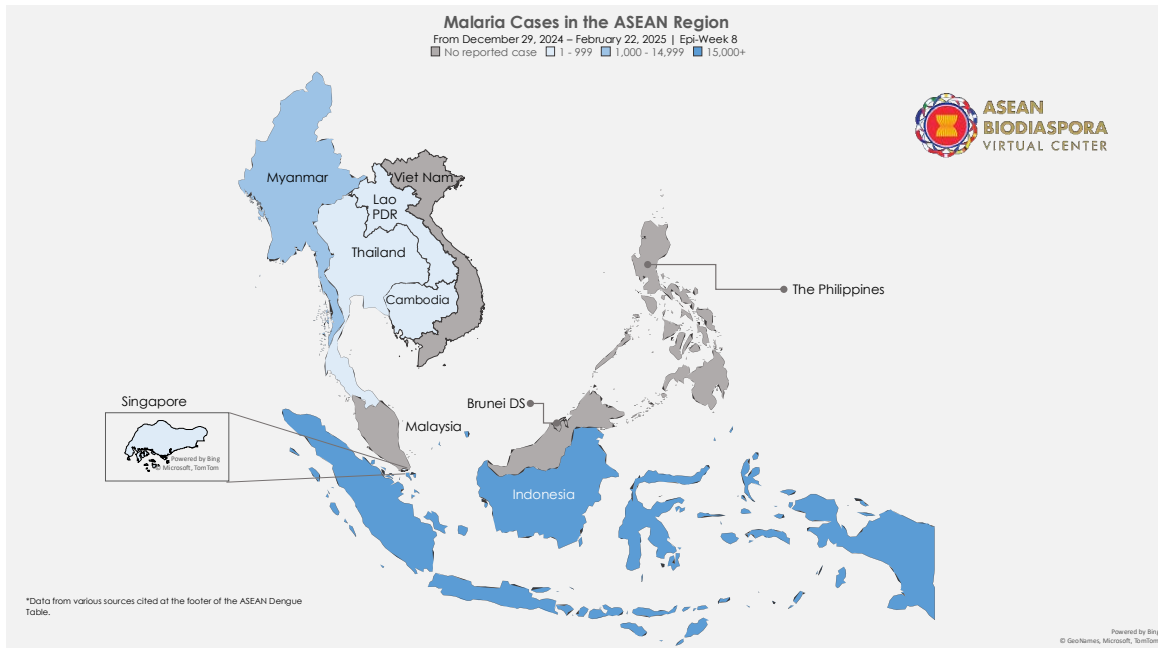 Malaria Cases in the ASEAN Region
From December 29, 2024 – February 22, 2025 | Epi-Week 8
No reported case 1 - 999 1,000 - 14,999 15,000+
ASEAN
BIODIASPORA
VIRTUAL CENTER
Myanmar
Viet Nam
Lao
PDR
Thailand
Cambodia
The Philippines
Singapore
Powered by Bing
© Microsoft, TomTom
Brunei DS
Malaysia
Indonesia
*Data from various sources cited at the footer of the ASEAN Dengue
Table.
Powered by Bing
© GeoNames, Microsoft, TomTom